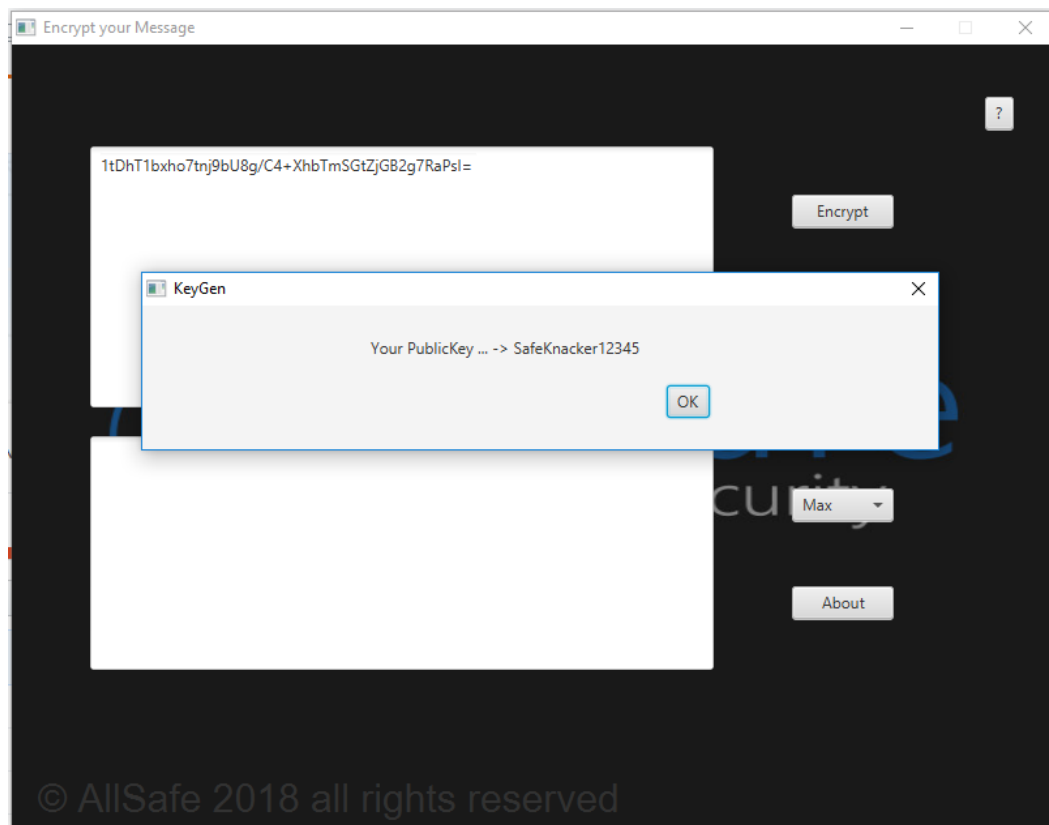 Encrypt your Message
?
1tDhT1bxho7tnj9bU8g/C4+XhbTmSGtZjGB2g7RaPsI=
Encrypt
KeyGen
Your PublicKey ... -> SafeKnacker12345
OK
Max
About
© AllSafe 2018 all rights reserved